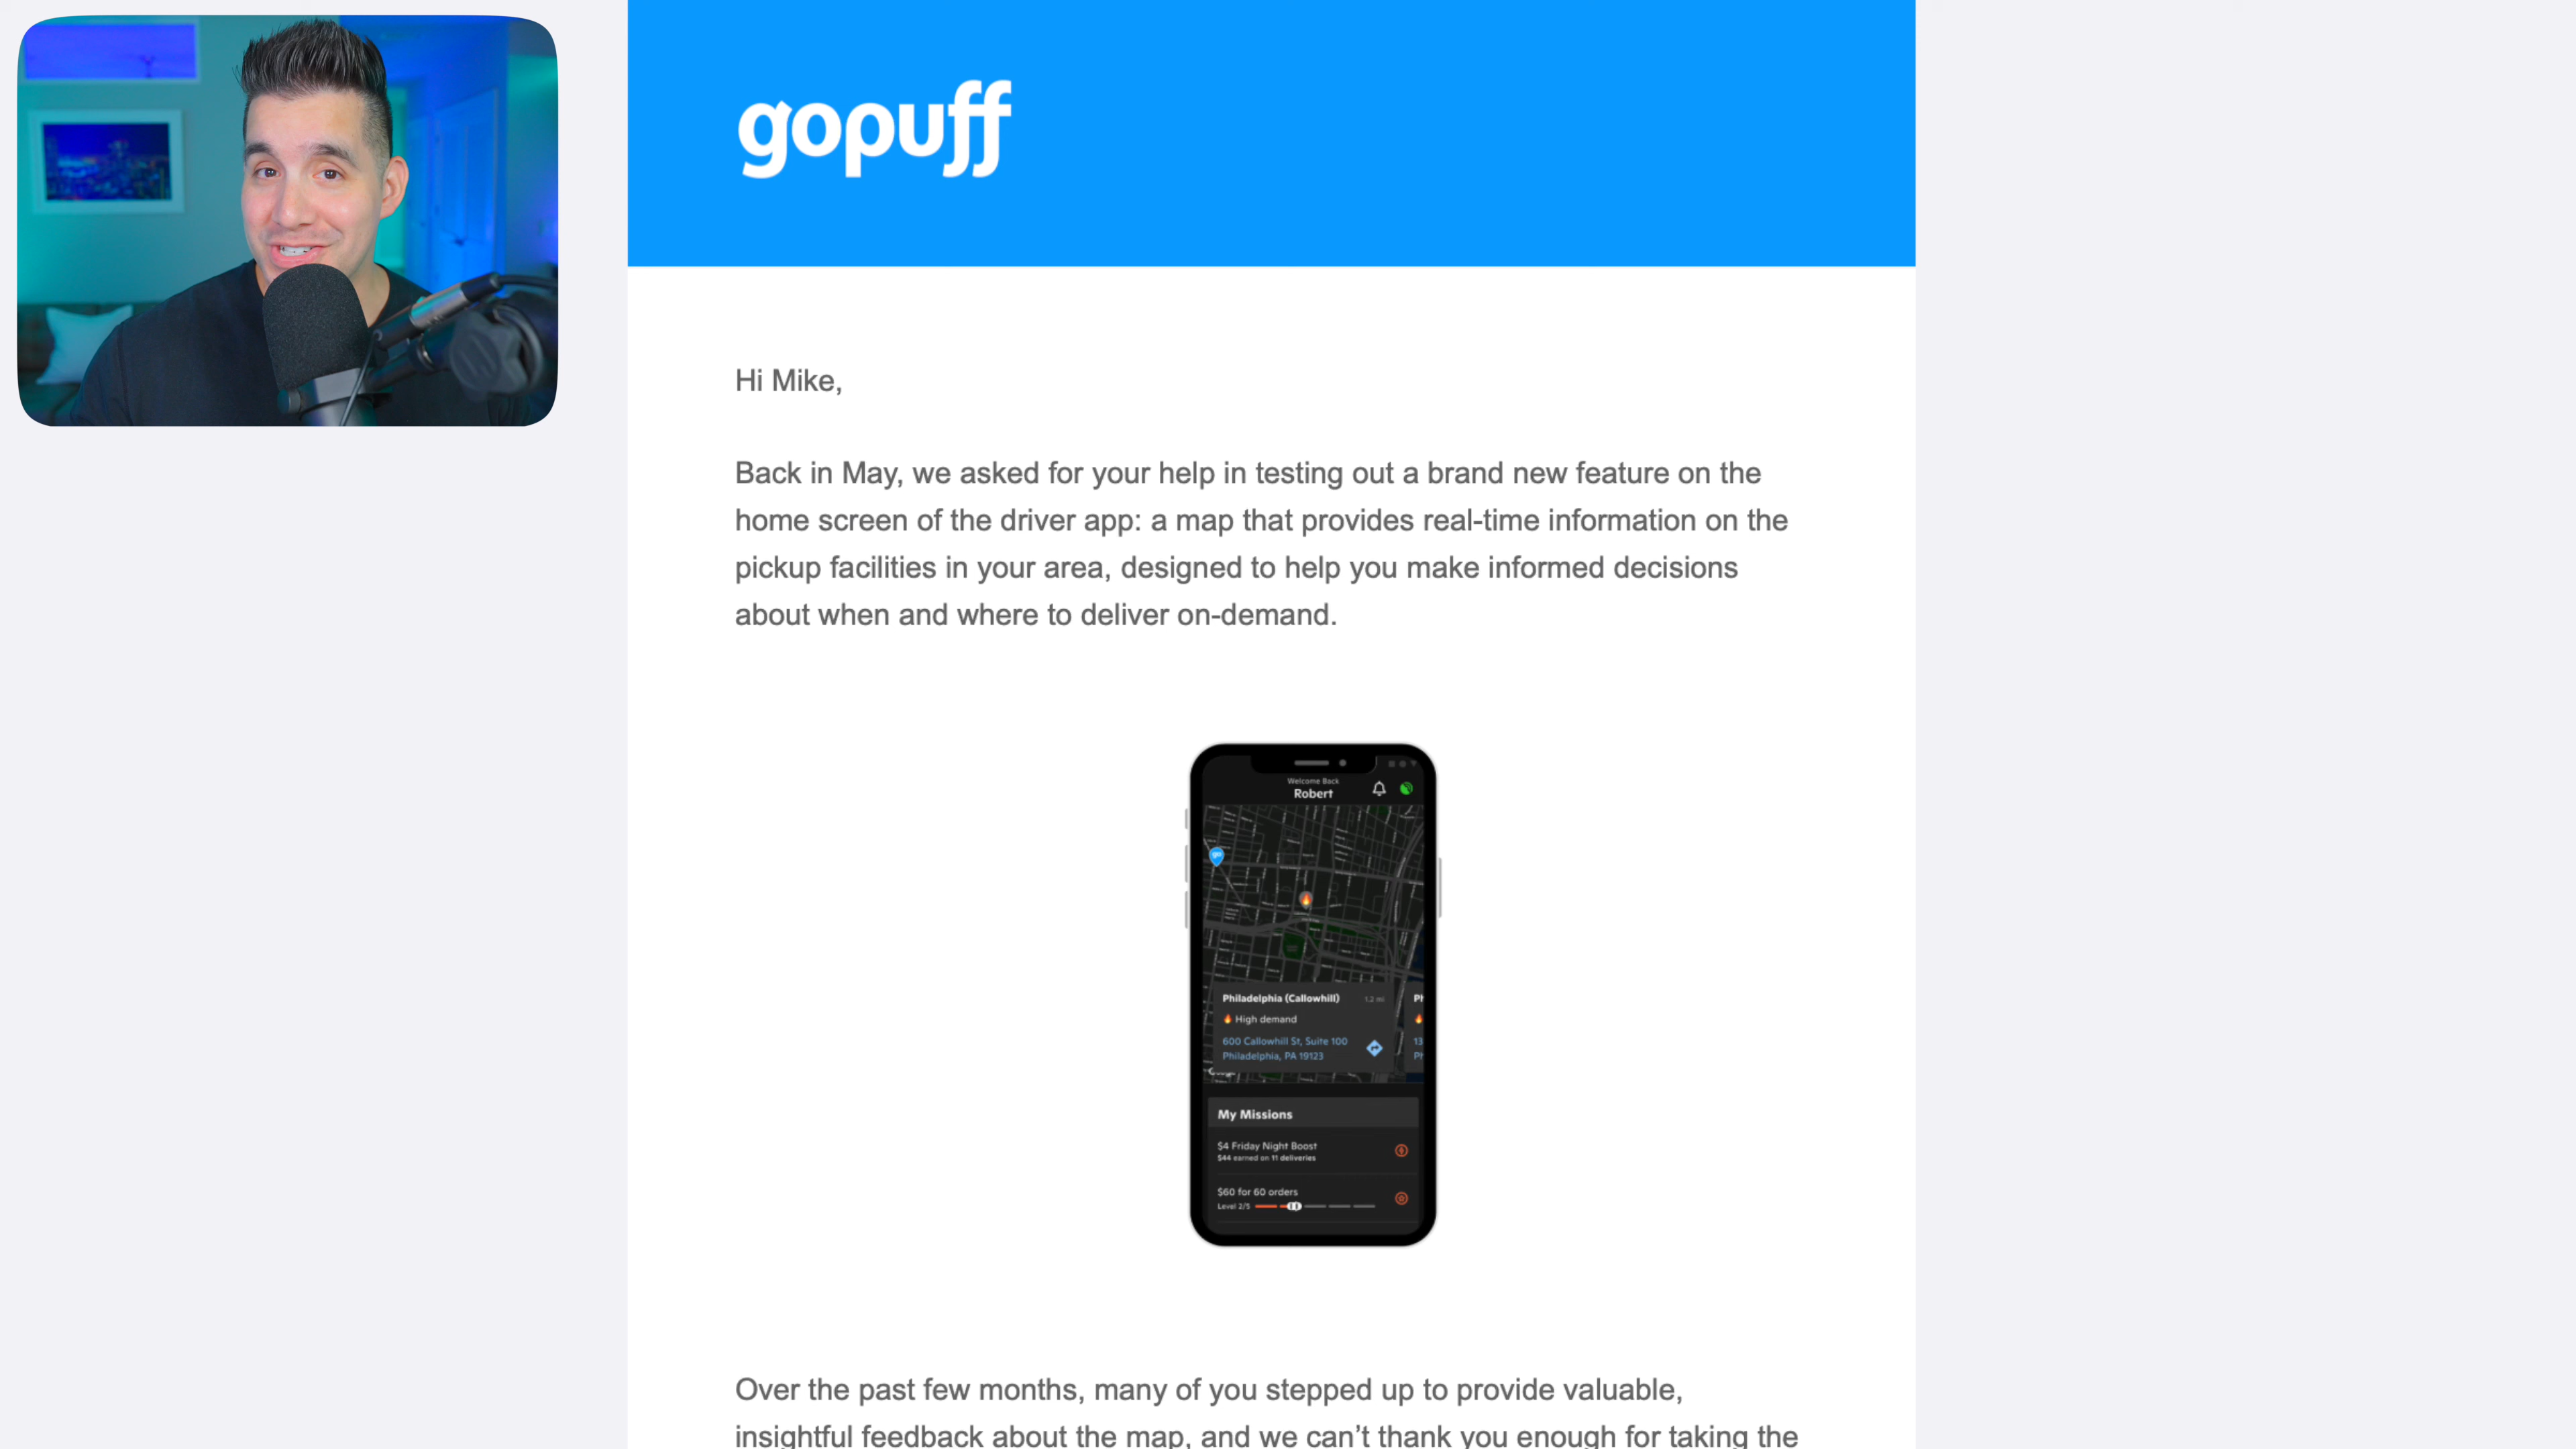 gopuff
Hi Mike,
Back in May, we asked for your help in testing out a brand new feature on the
home screen of the driver app: a map that provides real-time information on the
pickup facilities in your area, designed to help you make informed decisions
about when and where to deliver on-demand.
Welcome Back
Robert
go
Philadelphia (Callowhill) 1.2 mi
🔥 High demand
600 Callowhill St, Suite 100
Philadelphia, PA 19123
My Missions
$4 Friday Night Boost
$44 earned on 11 deliveries
$60 for 60 orders
Level 2/5
Over the past few months, many of you stepped up to provide valuable,
insightful feedback about the map, and we can’t thank you enough for taking the